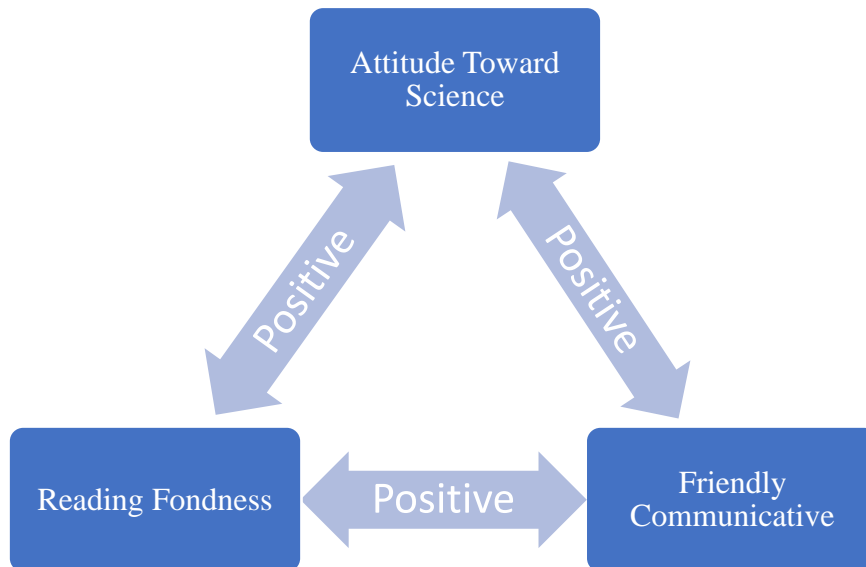 Attitude Toward
Science
Positive
Positive
Reading Fondness
Positive
Friendly
Communicative